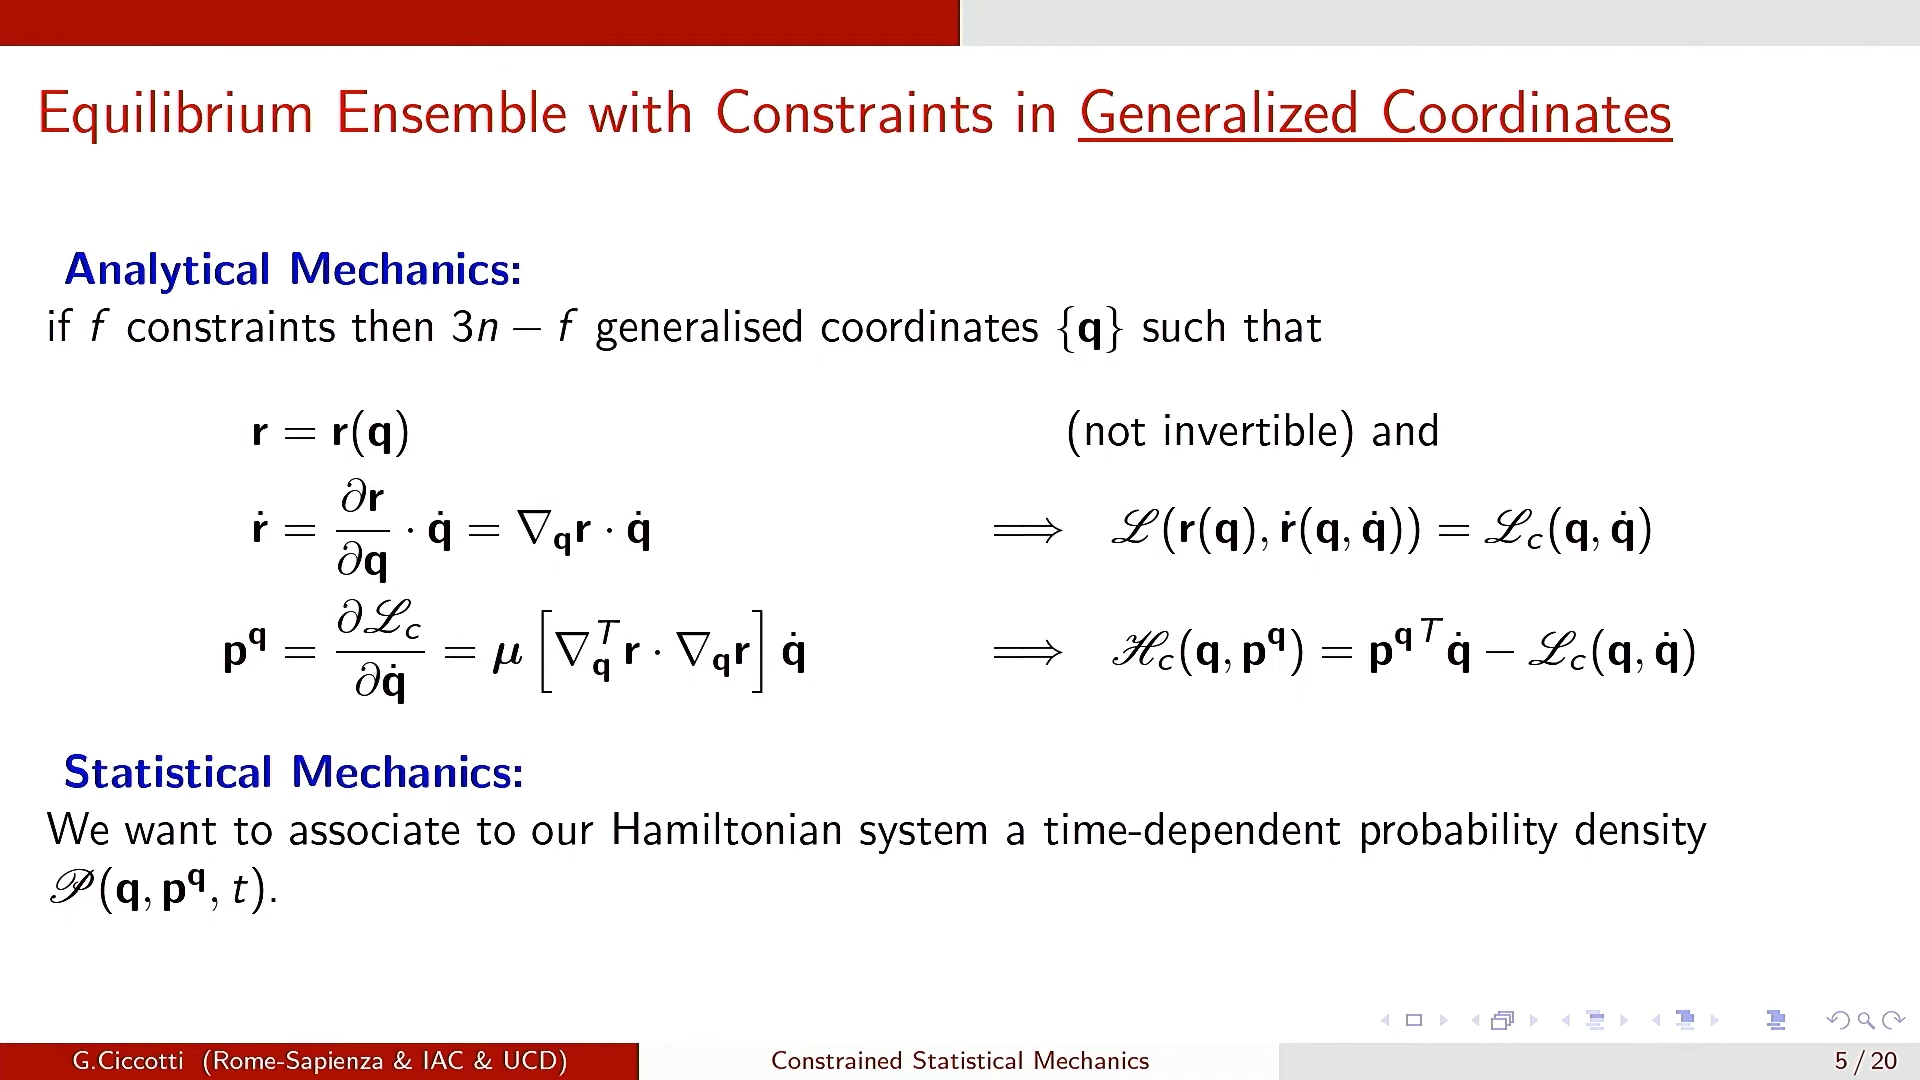 Equilibrium Ensemble with Constraints in Generalized Coordinates
Analytical Mechanics:
if f constraints then 3n − f generalised coordinates {q} such that
r = r(q) (not invertible) and
ṙ = ∂r/∂q · q̇ = ∇_q r · q̇ ⟹ ℒ(r(q), ṙ(q, q̇)) = ℒ_c(q, q̇)
p^q = ∂ℒ_c/∂q̇ = μ [∇_q^T r · ∇_q r] q̇ ⟹ ℋ_c(q, p^q) = p^q^T q̇ − ℒ_c(q, q̇)
Statistical Mechanics:
We want to associate to our Hamiltonian system a time-dependent probability density
𝒫(q, p^q, t).
G.Ciccotti (Rome-Sapienza & IAC & UCD) Constrained Statistical Mechanics 5 / 20